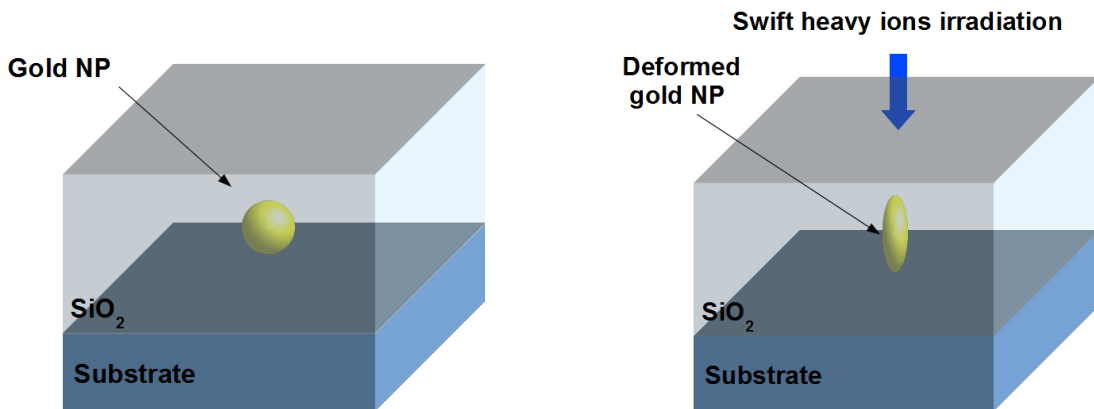 Gold NP
SiO₂
Substrate
Swift heavy ions irradiation
Deformed
gold NP
SiO₂
Substrate